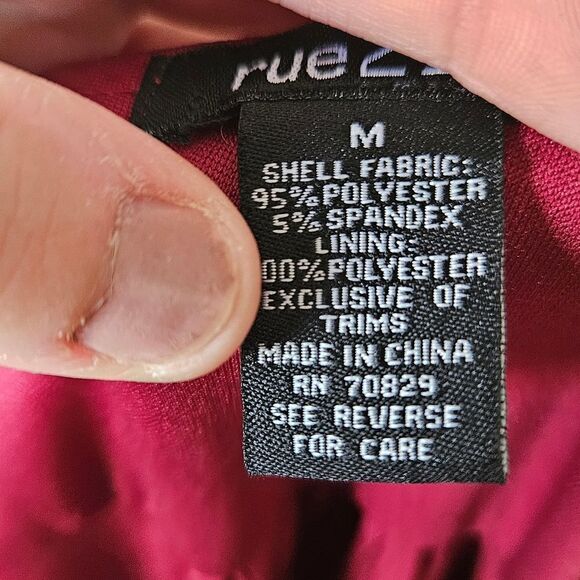 rue2
M
SHELL FABRIC:
95% POLYESTER
5% SPANDEX
LINING:
00% POLYESTER
EXCLUSIVE OF
TRIMS
MADE IN CHINA
RN 70829
SEE REVERSE
FOR CARE